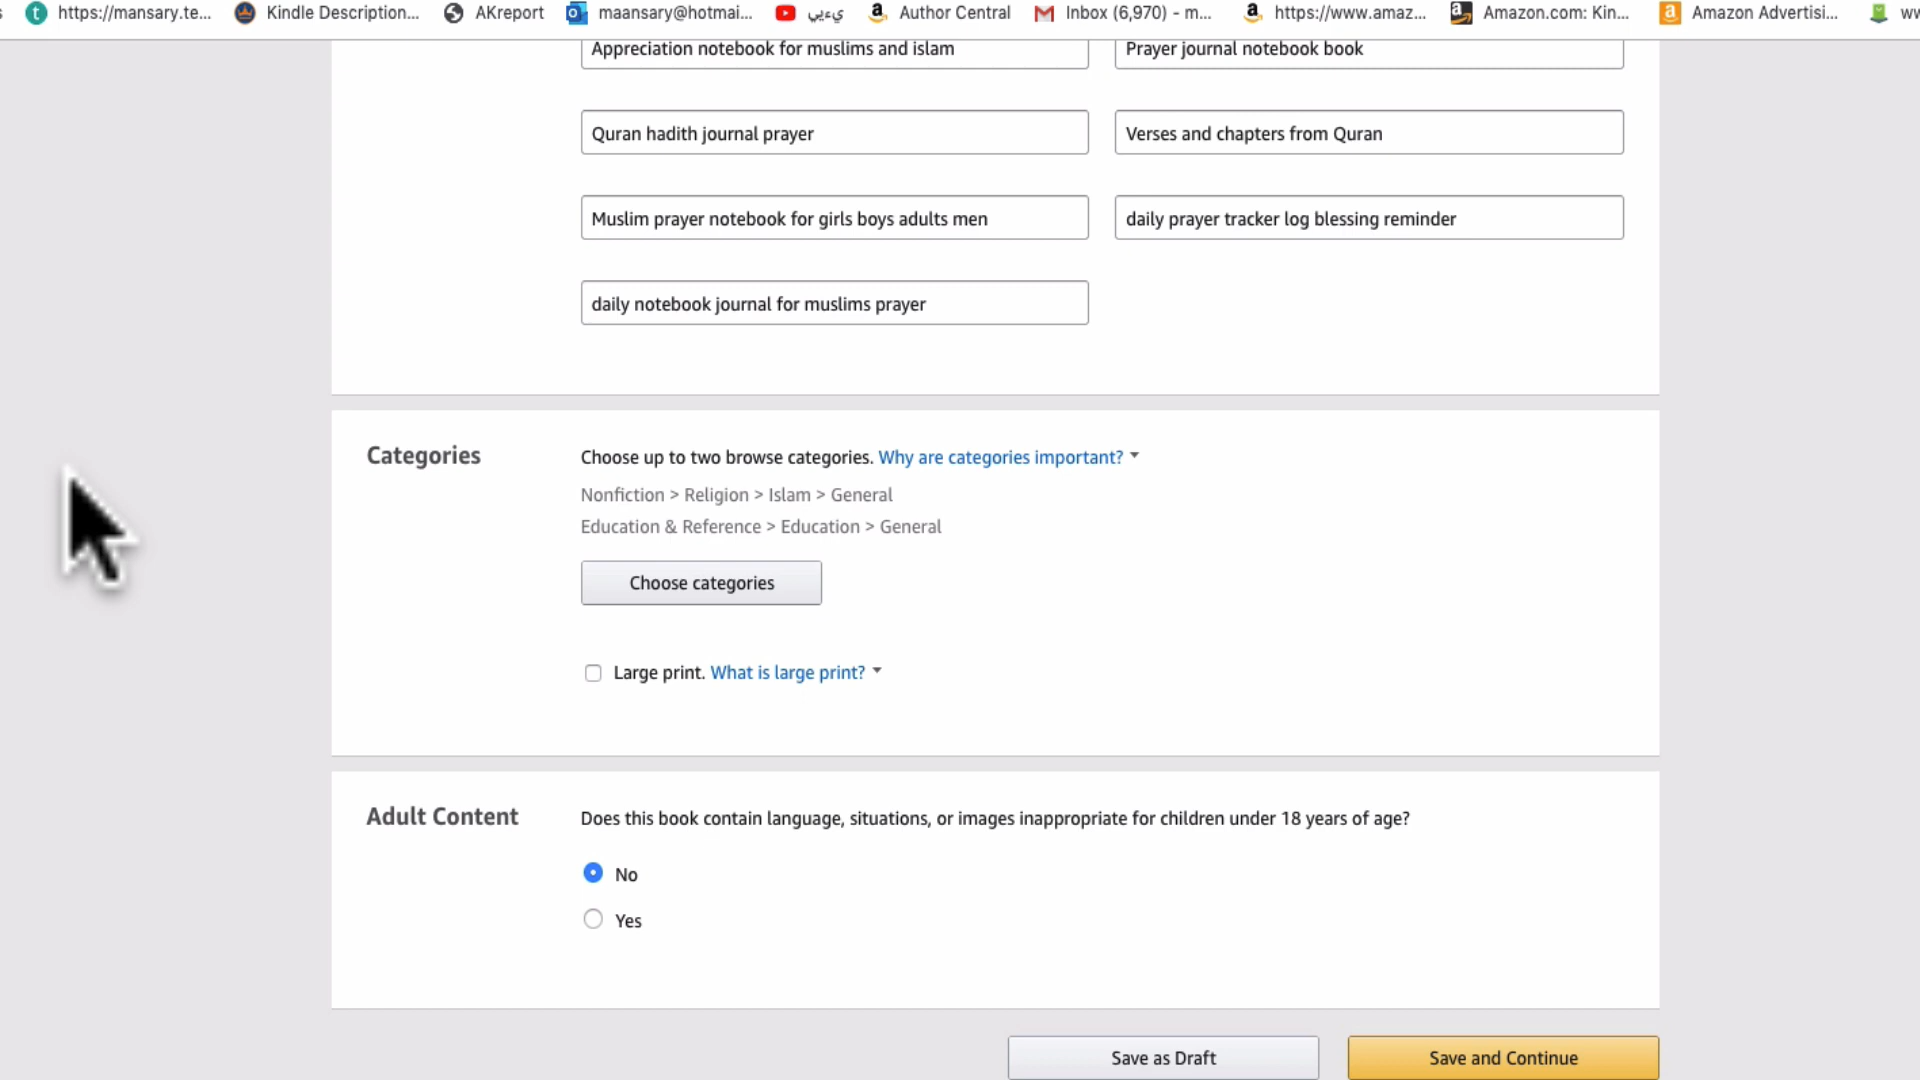 https://mansary.te... Kindle Description... AKreport maansary@hotmai... يءيي Author Central Inbox (6,970) - m... https://www.amaz... Amazon.com: Kin... Amazon Advertisi...
Appreciation notebook for muslims and islam Prayer journal notebook book
Quran hadith journal prayer Verses and chapters from Quran
Muslim prayer notebook for girls boys adults men daily prayer tracker log blessing reminder
daily notebook journal for muslims prayer
Categories Choose up to two browse categories. Why are categories important?
Nonfiction > Religion > Islam > General
Education & Reference > Education > General
Choose categories
Large print. What is large print?
Adult Content Does this book contain language, situations, or images inappropriate for children under 18 years of age?
No
Yes
Save as Draft Save and Continue